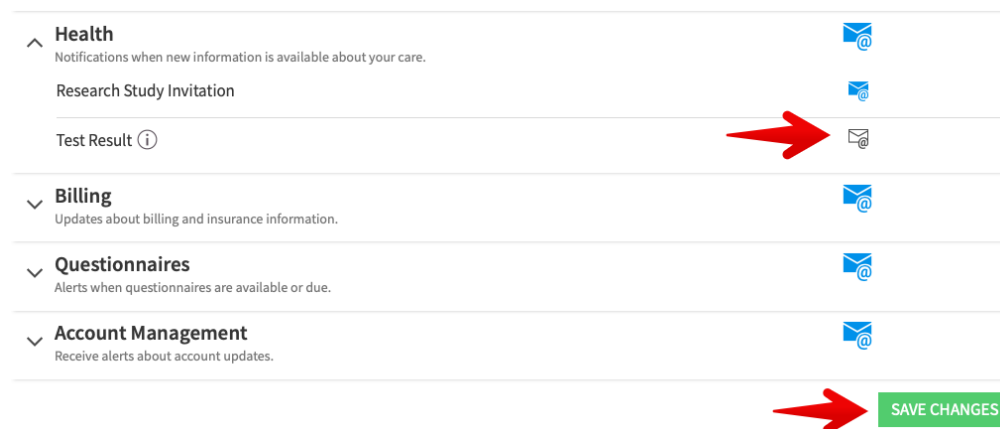 Health
Notifications when new information is available about your care.
Research Study Invitation
Test Result
Billing
Updates about billing and insurance information.
Questionnaires
Alerts when questionnaires are available or due.
Account Management
Receive alerts about account updates.
SAVE CHANGES